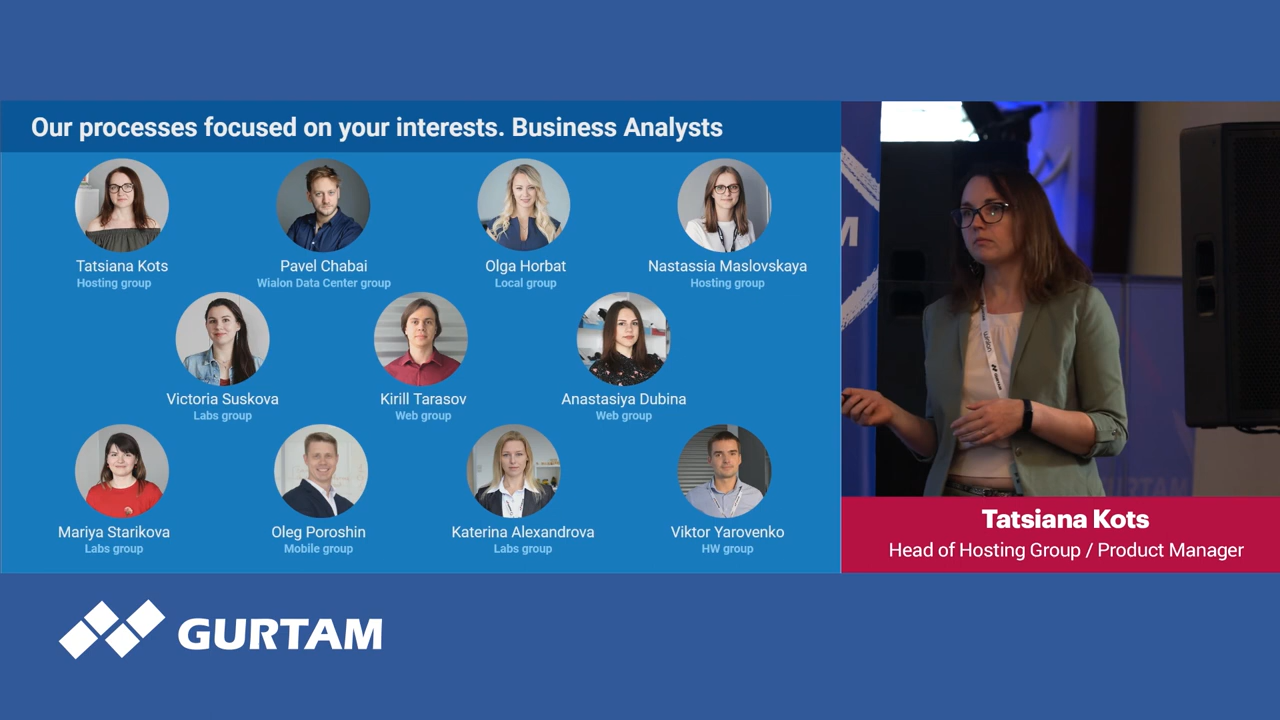 Our processes focused on your interests. Business Analysts
Tatsiana Kots
Hosting group
Pavel Chabai
Wialon Data Center group
Olga Horbat
Local group
Nastassia Maslovskaya
Hosting group
Victoria Suskova
Labs group
Kirill Tarasov
Web group
Anastasiya Dubina
Web group
Mariya Starikova
Labs group
Oleg Poroshin
Mobile group
Katerina Alexandrova
Labs group
Viktor Yarovenko
HW group
Tatsiana Kots
Head of Hosting Group / Product Manager
GURTAM